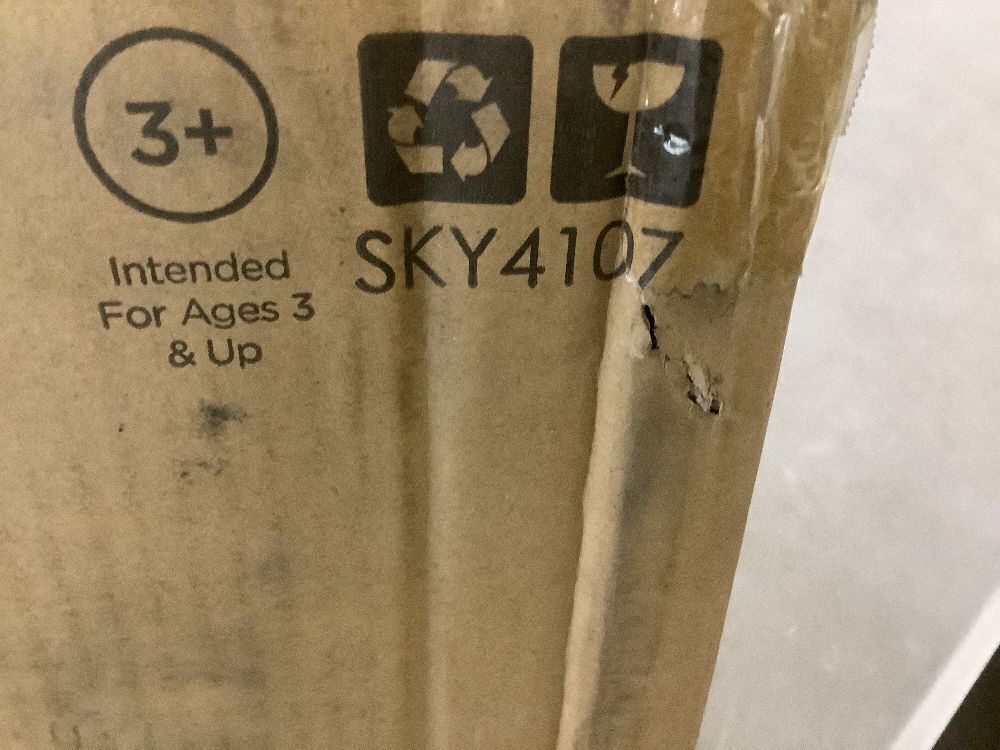 3+
SKY4107
Intended
For Ages 3
& Up